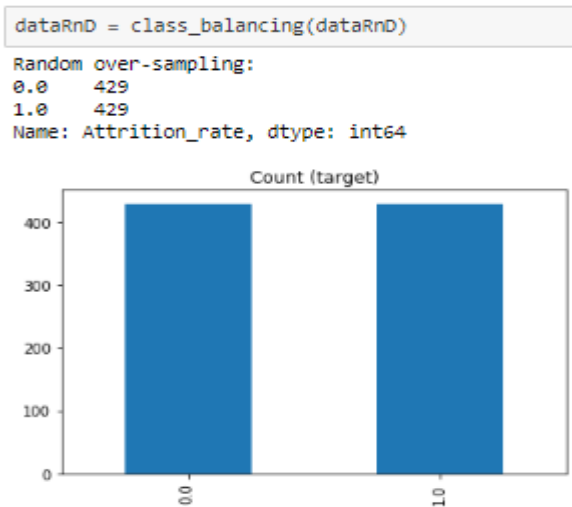 dataRnD = class_balancing(dataRnD)
Random over-sampling:
0.0    429
1.0    429
Name: Attrition_rate, dtype: int64
Count (target)
400
300
200
100
0
0.0
1.0